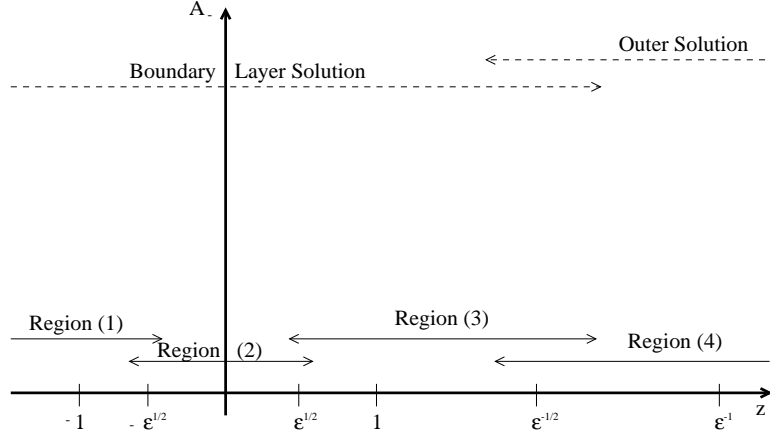 A-
Outer Solution
Boundary Layer Solution
Region (1)
Region (3)
Region (2)
Region (4)
-1 -ε^{1/2} ε^{1/2} 1 ε^{-1/2} ε^{-1} z